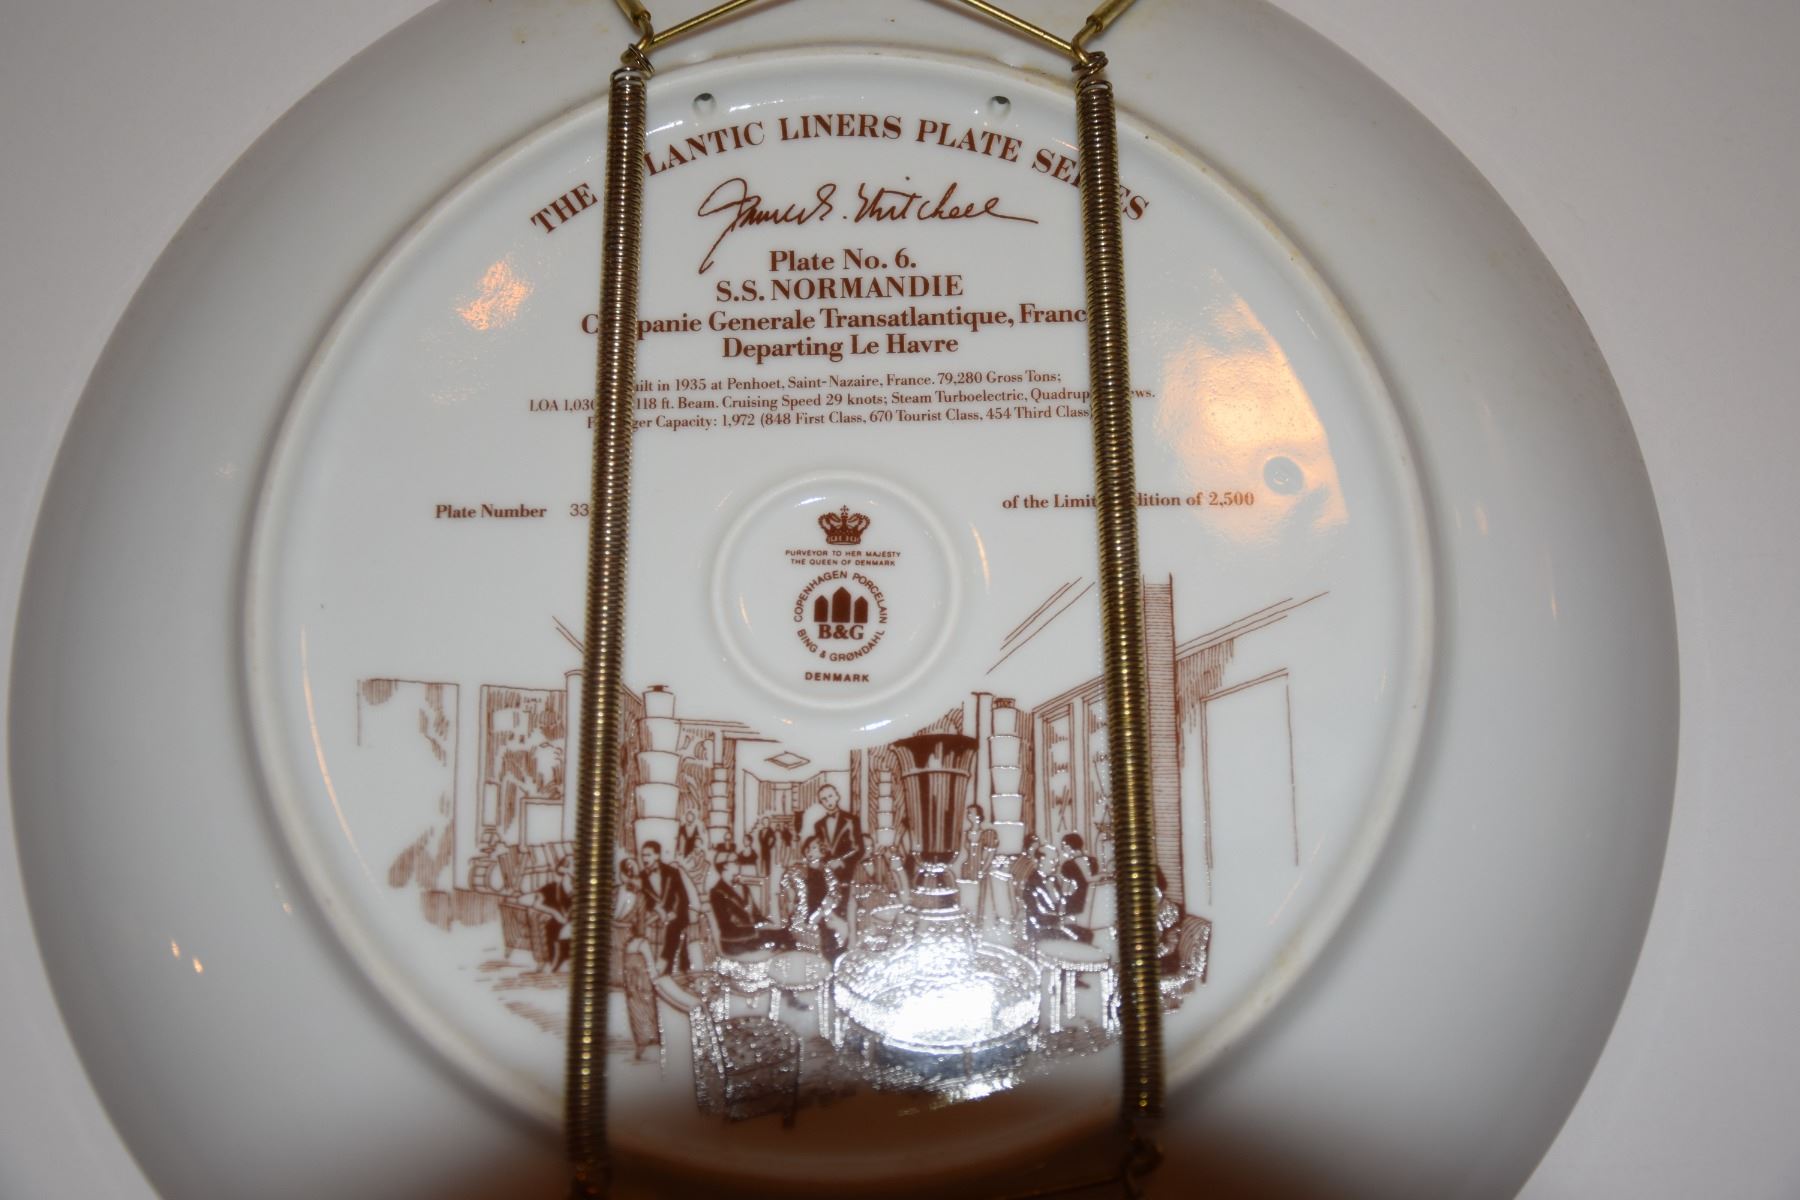 THE LANTIC LINERS PLATE SE ES
James E. Mitchell
Plate No. 6.
S.S. NORMANDIE
C panie Generale Transatlantique, Franc
Departing Le Havre
uilt in 1935 at Penhoet, Saint-Nazaire, France. 79,280 Gross Tons;
LOA 1,03 118 ft. Beam. Cruising Speed 29 knots; Steam Turboelectric, Quadrup ews.
ger Capacity: 1,972 (848 First Class, 670 Tourist Class, 454 Third Class
Plate Number 33 of the Limit dition of 2,500
PURVEYOR TO HER MAJESTY
THE QUEEN OF DENMARK
COPENHAGEN PORCELAIN
B&G
BING & GRØNDAHL
DENMARK